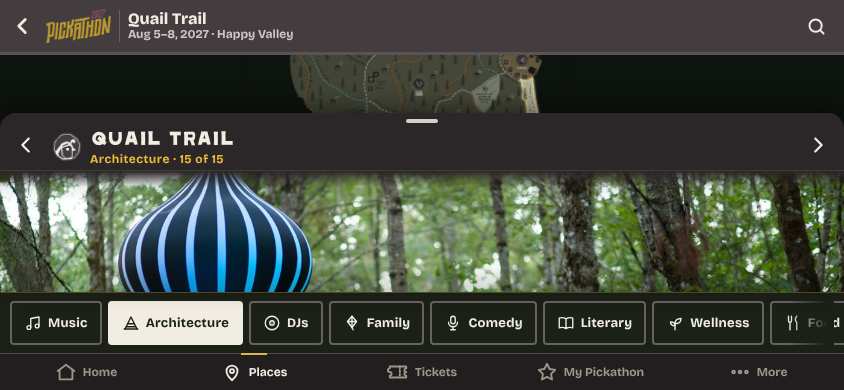 PICKATHON
Quail Trail
Aug 5–8, 2027 · Happy Valley
QUAIL TRAIL
Architecture · 15 of 15
Music
Architecture
DJs
Family
Comedy
Literary
Wellness
Food
Home
Places
Tickets
My Pickathon
More